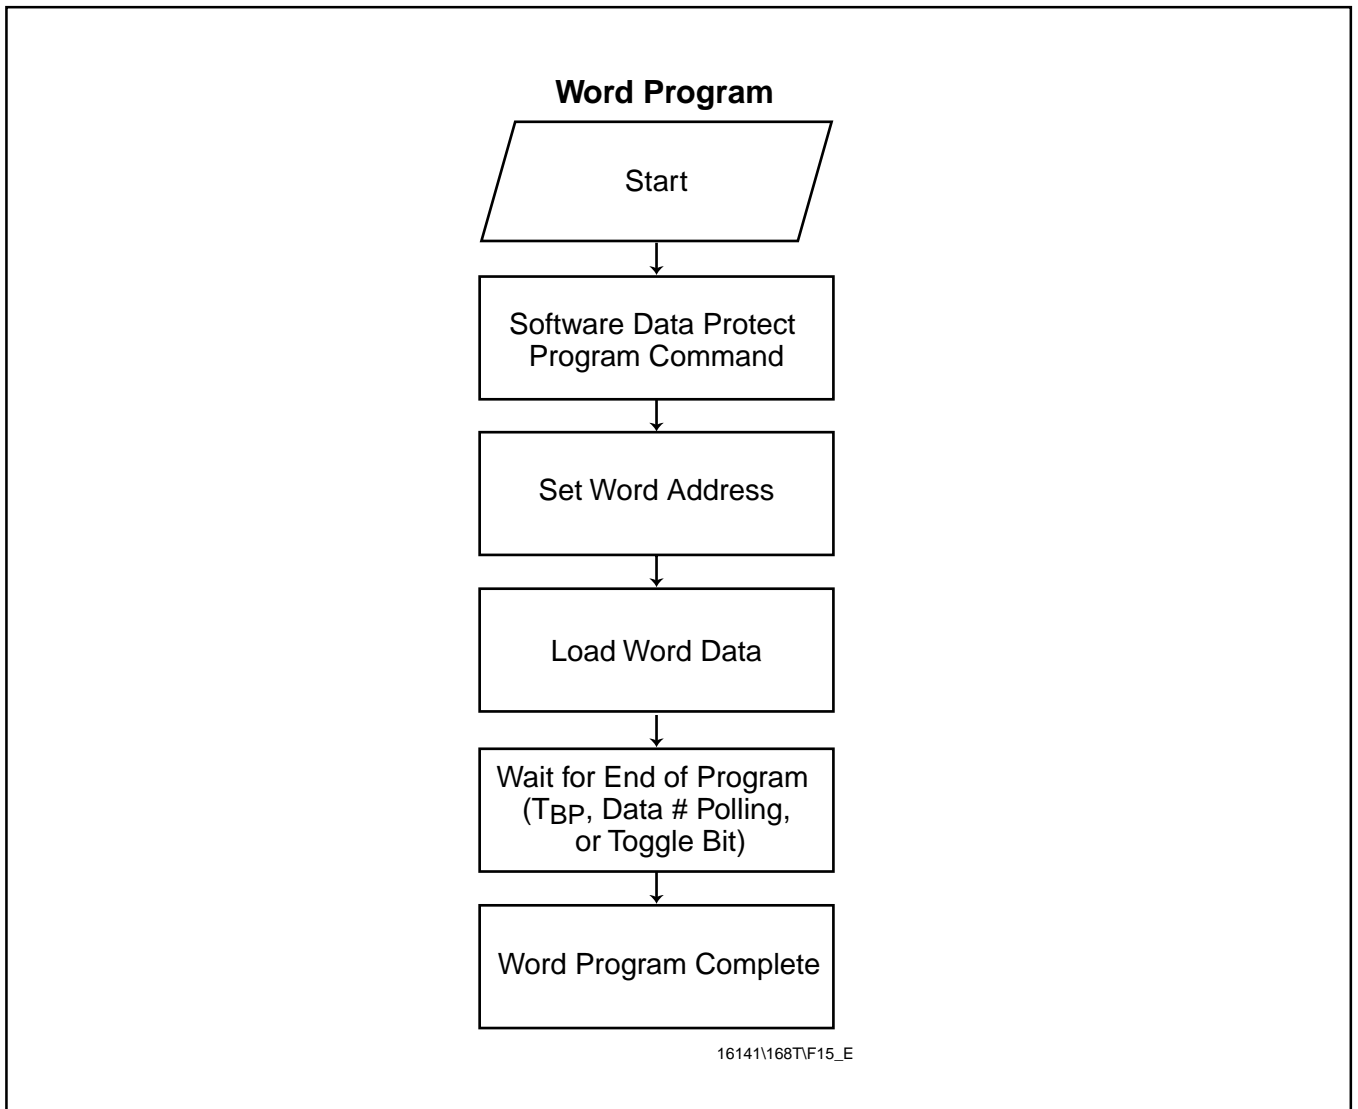 Word Program
Start
Software Data Protect
Program Command
Set Word Address
Load Word Data
Wait for End of Program
(TBP, Data # Polling,
or Toggle Bit)
Word Program Complete
16141\168T\F15_E